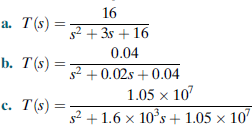 a. T(s) = 16 / (s² + 3s + 16)
b. T(s) = 0.04 / (s² + 0.02s + 0.04)
c. T(s) = 1.05 × 10⁷ / (s² + 1.6 × 10³s + 1.05 × 10⁷)